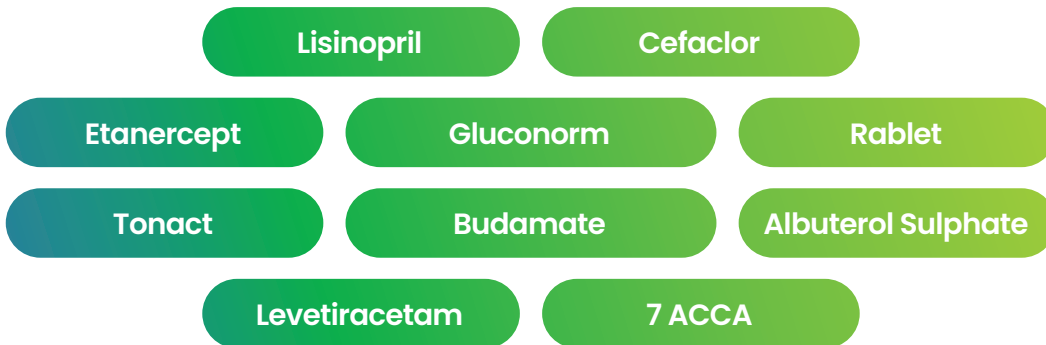 Lisinopril
Cefaclor
Etanercept
Gluconorm
Rablet
Tonact
Budamate
Albuterol Sulphate
Levetiracetam
7 ACCA